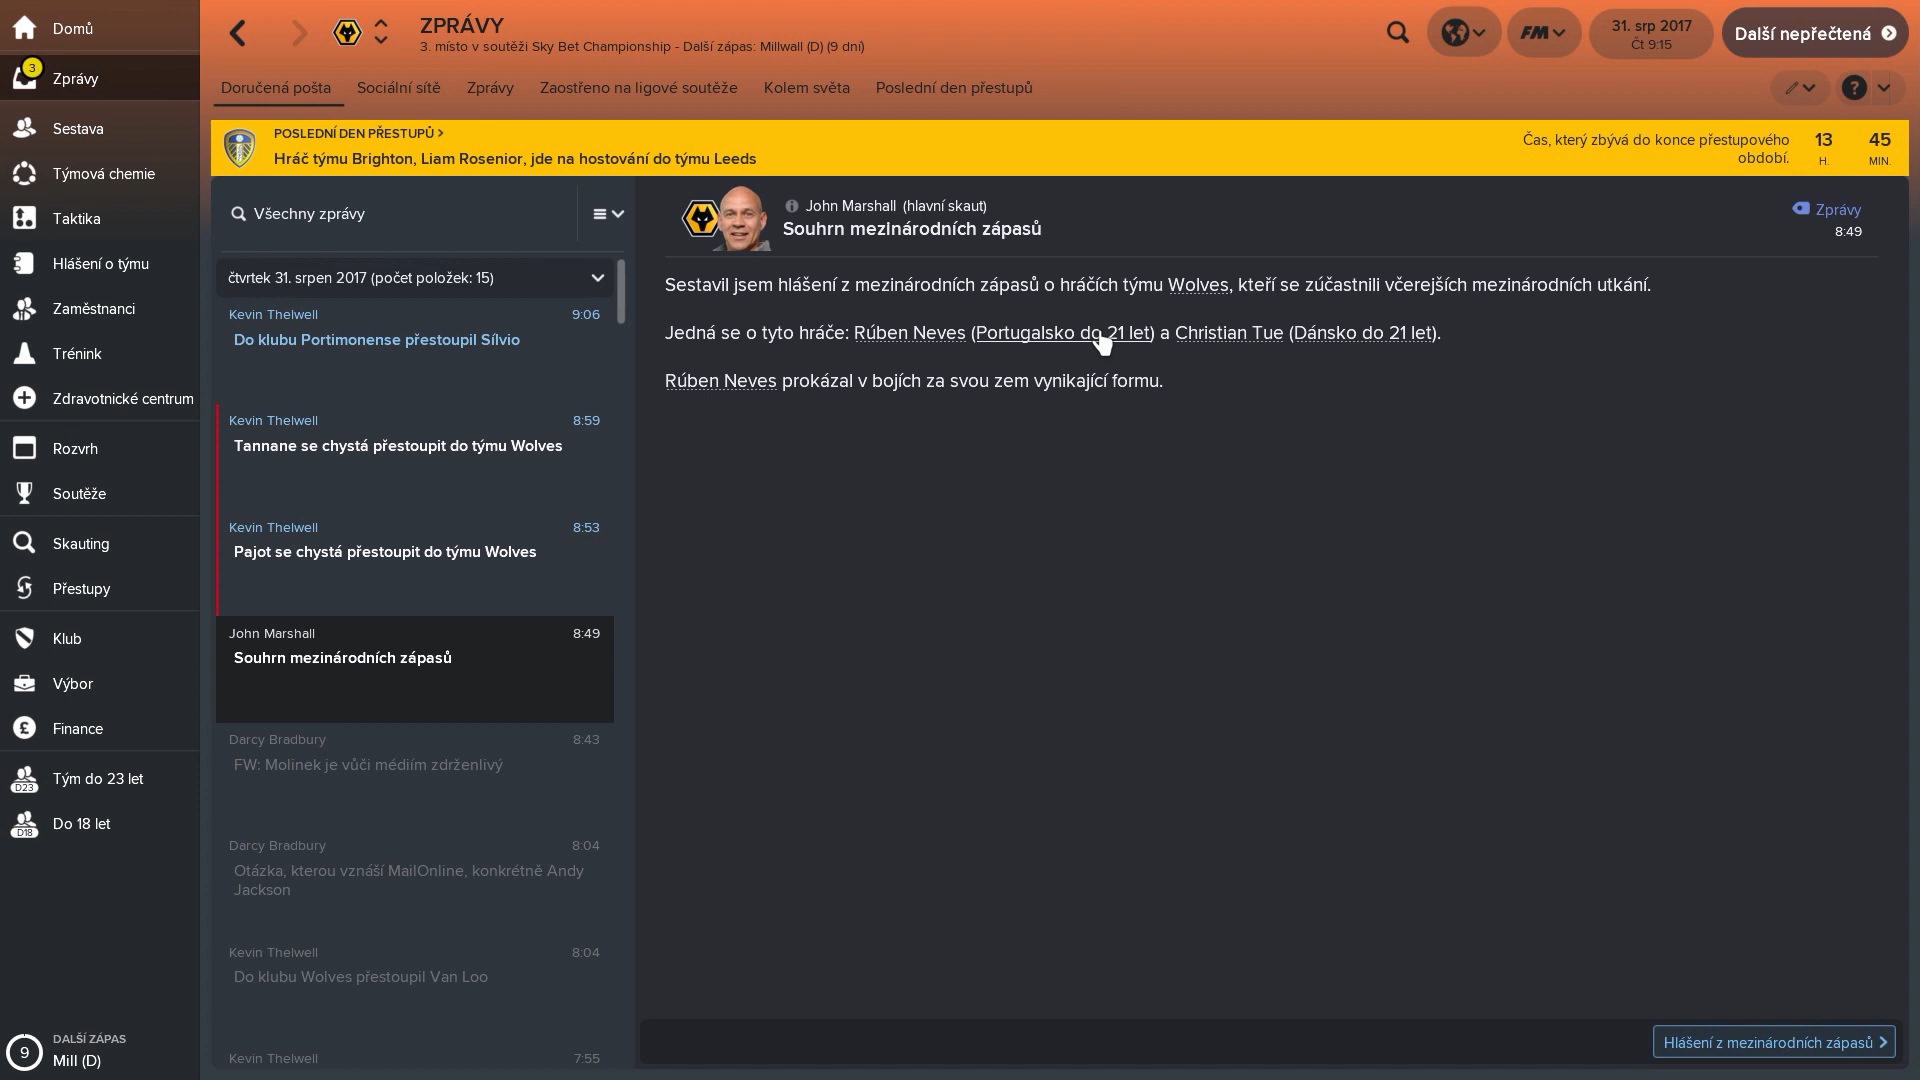 Domů
3
Zprávy
Sestava
Týmová chemie
Taktika
Hlášení o týmu
Zaměstnanci
Trénink
Zdravotnické centrum
Rozvrh
Soutěže
Skauting
Přestupy
Klub
Výbor
Finance
D23
Tým do 23 let
D18
Do 18 let
9
DALŠÍ ZÁPAS
Mill (D)
ZPRÁVY
3. místo v soutěži Sky Bet Championship - Další zápas: Millwall (D) (9 dní)
FM
31. srp 2017
Čt 9:15
Další nepřečtená
Doručená pošta
Sociální sítě
Zprávy
Zaostřeno na ligové soutěže
Kolem světa
Poslední den přestupů
?
POSLEDNÍ DEN PŘESTUPŮ >
Hráč týmu Brighton, Liam Rosenior, jde na hostování do týmu Leeds
Čas, který zbývá do konce přestupového
období.
13
H.
45
MIN.
Všechny zprávy
čtvrtek 31. srpen 2017 (počet položek: 15)
Kevin Thelwell 9:06
Do klubu Portimonense přestoupil Sílvio
Kevin Thelwell 8:59
Tannane se chystá přestoupit do týmu Wolves
Kevin Thelwell 8:53
Pajot se chystá přestoupit do týmu Wolves
John Marshall 8:49
Souhrn mezinárodních zápasů
Darcy Bradbury 8:43
FW: Molinek je vůči médiím zdrženlivý
Darcy Bradbury 8:04
Otázka, kterou vznáší MailOnline, konkrétně Andy
Jackson
Kevin Thelwell 8:04
Do klubu Wolves přestoupil Van Loo
Kevin Thelwell 7:55
John Marshall (hlavní skaut)
Souhrn mezinárodních zápasů
Zprávy
8:49
Sestavil jsem hlášení z mezinárodních zápasů o hráčích týmu Wolves, kteří se zúčastnili včerejších mezinárodních utkání.
Jedná se o tyto hráče: Rúben Neves (Portugalsko do 21 let) a Christian Tue (Dánsko do 21 let).
Rúben Neves prokázal v bojích za svou zem vynikající formu.
Hlášení z mezinárodních zápasů >